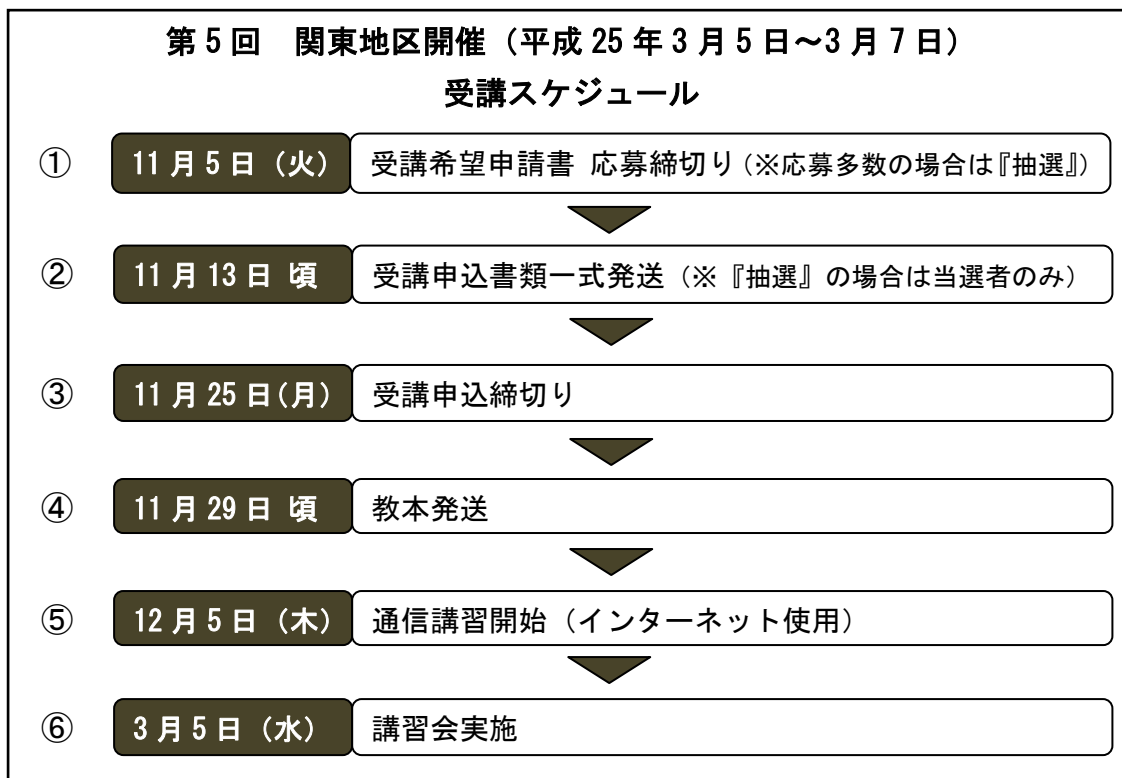 第5回 関東地区開催（平成25年3月5日～3月7日）
受講スケジュール
① 11月5日（火） 受講希望申請書 応募締切り（※応募多数の場合は『抽選』）
② 11月13日 頃 受講申込書類一式発送（※『抽選』の場合は当選者のみ）
③ 11月25日（月） 受講申込締切り
④ 11月29日 頃 教本発送
⑤ 12月5日（木） 通信講習開始（インターネット使用）
⑥ 3月5日（水） 講習会実施